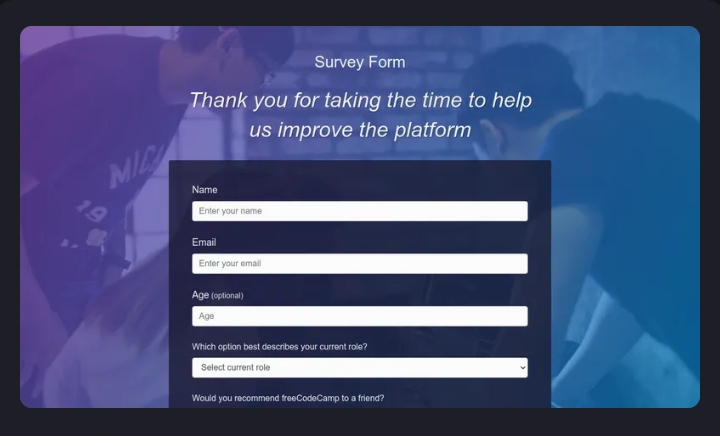 Survey Form
Thank you for taking the time to help
us improve the platform
Name
Enter your name
Email
Enter your email
Age (optional)
Age
Which option best describes your current role?
Select current role
Would you recommend freeCodeCamp to a friend?